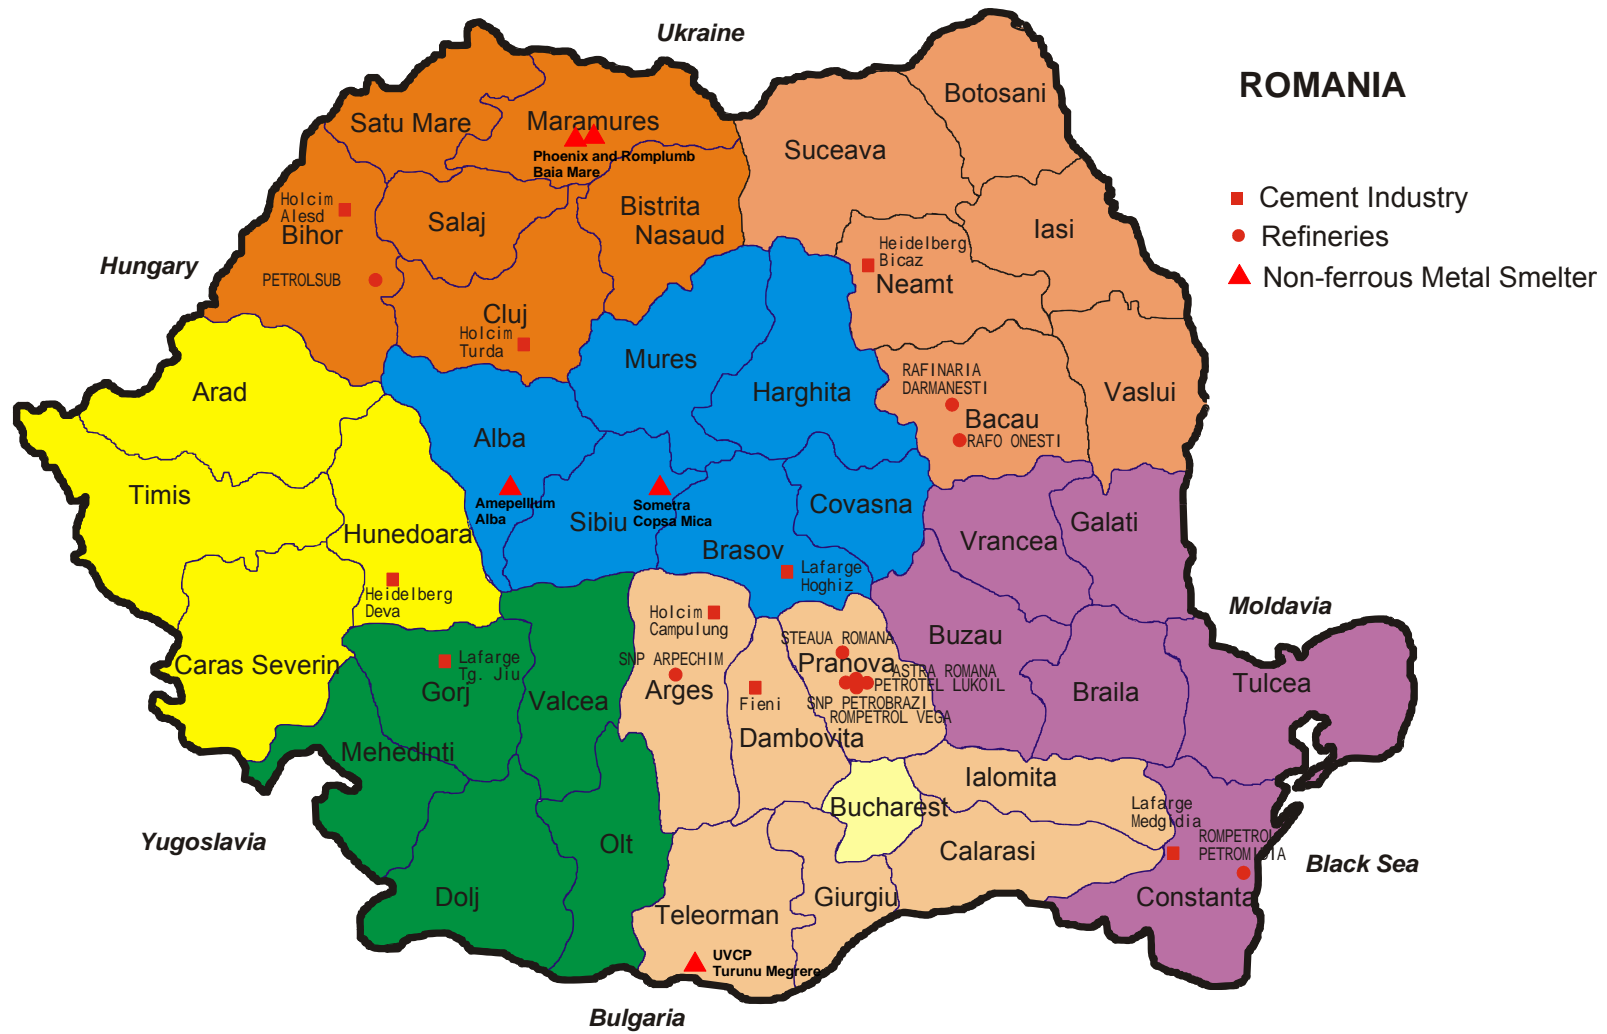 Ukraine
ROMANIA
Botosani
Satu Mare
Maramures
Suceava
Phoenix and Romplumb
Baia Mare
Cement Industry
Holcim
Alesd
Bihor
Salaj
Bistrita
Nasaud
Iasi
Refineries
Heidelberg
Bicaz
Neamt
Hungary
PETROLSUB
Non-ferrous Metal Smelter
Cluj
Holcim
Turda
Mures
Harghita
RAFINARIA
DARMANESTI
Arad
Vaslui
Bacau
Alba
RAFO ONESTI
Timis
Amepellium
Alba
Sibiu
Sometra
Copsa Mica
Covasna
Galati
Hunedoara
Brasov
Vrancea
Lafarge
Hoghiz
Heidelberg
Deva
Moldavia
Holcim
Campulung
STEAUA ROMANA
Buzau
Caras Severin
Lafarge
Tg. Jiu
Gorj
SNP ARPECHIM
Arges
Pranova
ASTRA ROMANA
PETROTEL LUKOIL
SNP PETROBRAZI
ROMPETROL VEGA
Tulcea
Braila
Valcea
Fieni
Dambovita
Mehedinti
Ialomita
Bucharest
Lafarge
Medgidia
Yugoslavia
Olt
Calarasi
ROMPETROL
PETROMIDIA
Black Sea
Dolj
Giurgiu
Constanta
Teleorman
UVCP
Turunu Megrere
Bulgaria